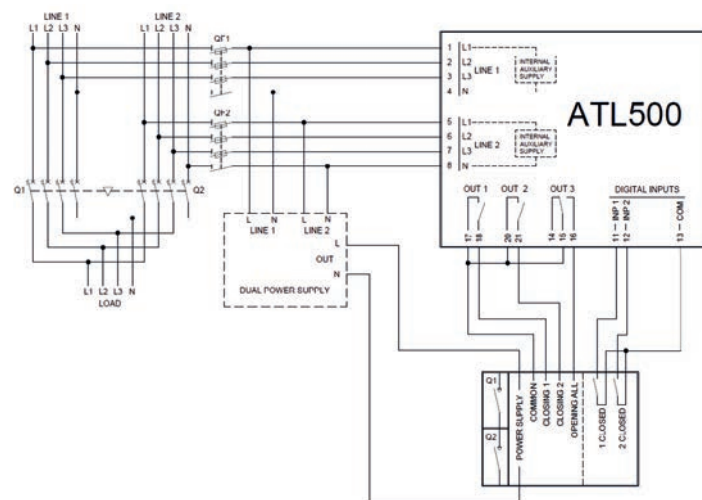 LINE 1
LINE 2
L1 L2 L3 N
L1 L2 L3 N
QF1
QF2
1 L1
2 L2
3 L3
4 N
LINE 1
INTERNAL AUXILIARY SUPPLY
ATL500
5 L1
6 L2
7 L3
8 N
LINE 2
INTERNAL AUXILIARY SUPPLY
OUT 1
OUT 2
OUT 3
DIGITAL INPUTS
INP 1
INP 2
COM
17
18
20
21
14
15
16
11
12
13
Q1
Q2
L N
L N
LINE 1
LINE 2
L
OUT
N
DUAL POWER SUPPLY
L1 L2 L3 N
LOAD
Q1
Q2
POWER SUPPLY
COMMON
CLOSING 1
CLOSING 2
OPENING ALL
1 CLOSED
2 CLOSED